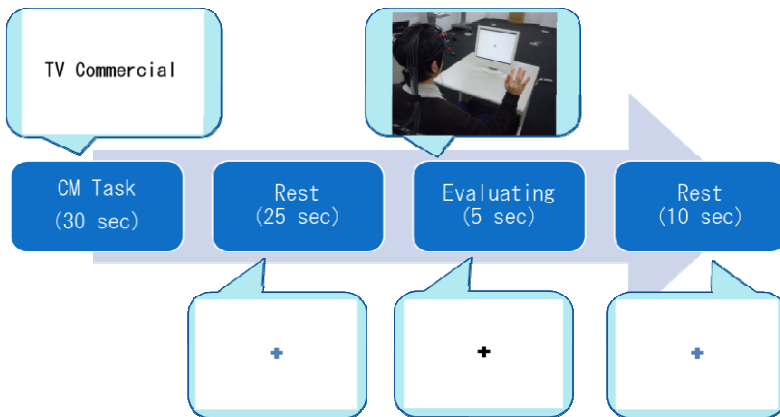 TV Commercial
CM Task
(30 sec)
Rest
(25 sec)
Evaluating
(5 sec)
Rest
(10 sec)
+
+
+